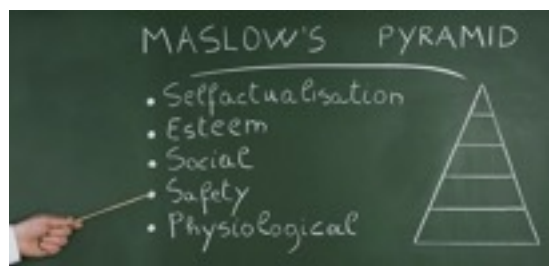 MASLOW'S PYRAMID
• Selfactualisation
• Esteem
• Social
• Safety
• Physiological